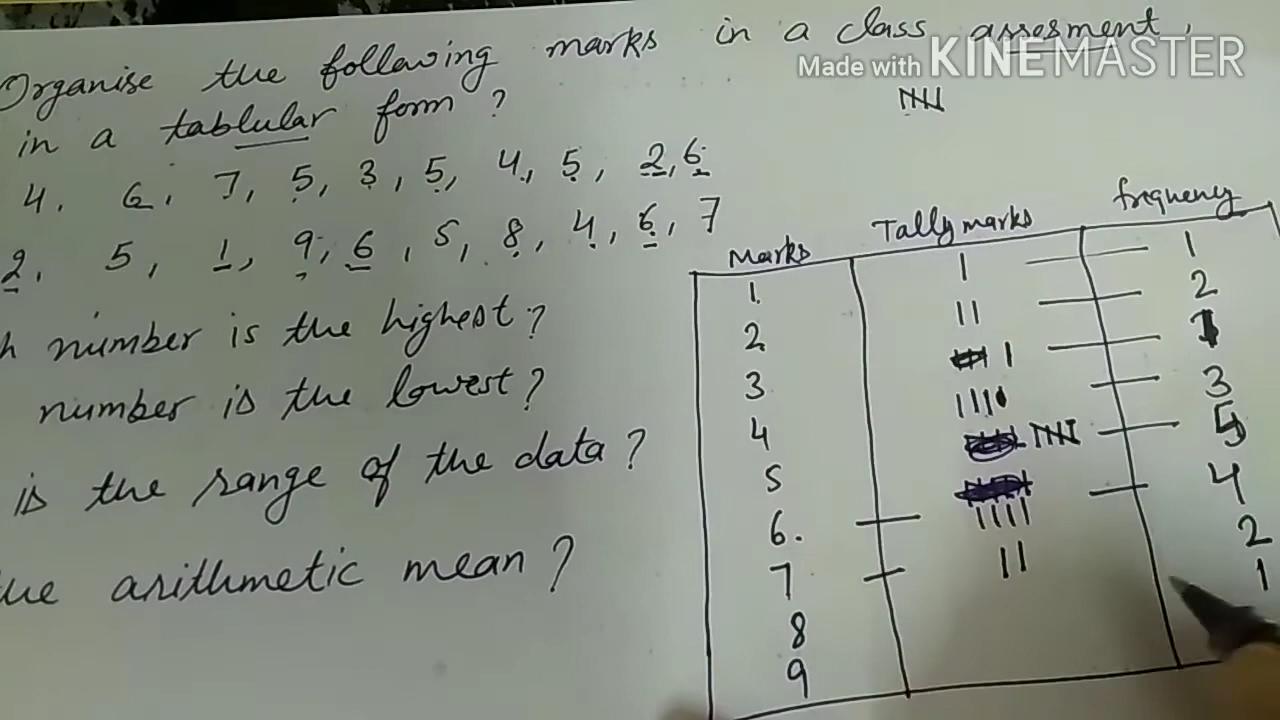 Organise the following marks in a class assesment,
Made with KINEMASTER
in a tablular form ?
4, 6, 7, 5, 3, 5, 4, 5, 2, 6
2, 5, 1, 9, 6, 5, 8, 4, 6, 7
h number is the highest?
number is the lowest?
is the range of the data?
arithmetic mean?
Marks Tally marks frequency
1. | 1
2 || 2
3 | 1
4 |||| 3
5 5
6. |||| 4
7 || 2
8 1
9